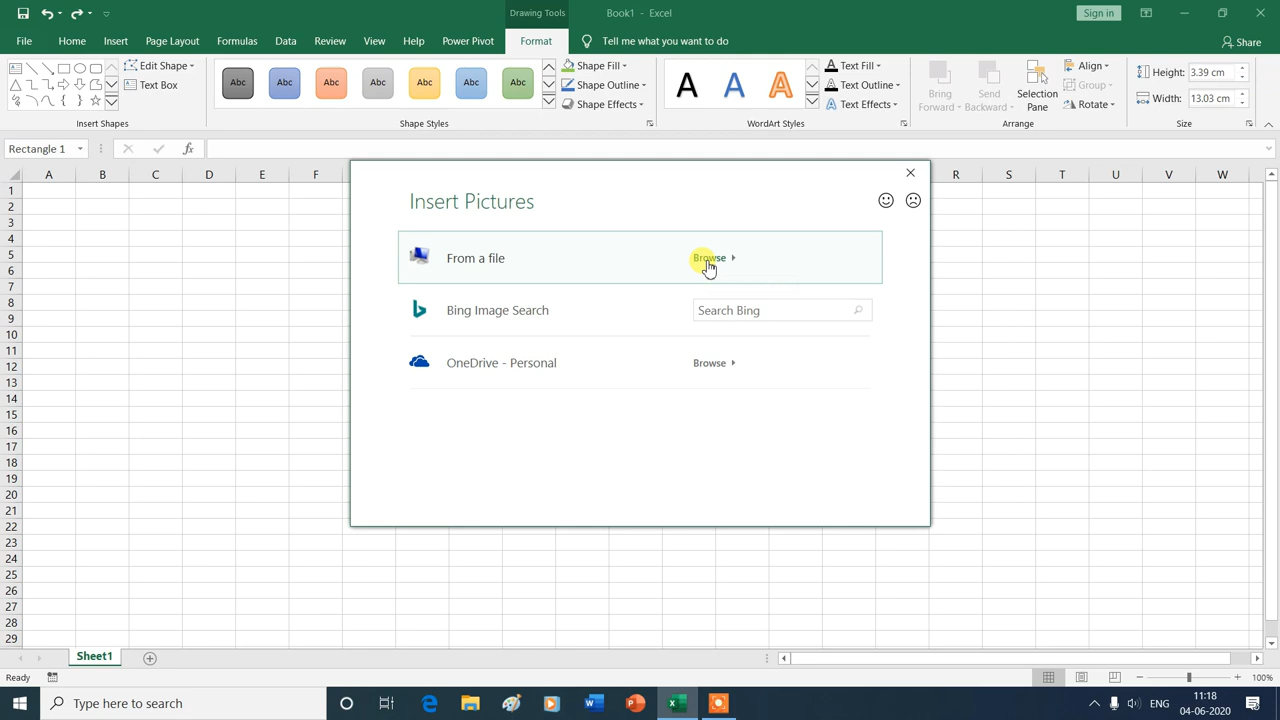 Drawing Tools
Book1 - Excel
Sign in
File Home Insert Page Layout Formulas Data Review View Help Power Pivot Format Tell me what you want to do Share
Edit Shape
Text Box
Insert Shapes
Abc Abc Abc Abc Abc Abc Abc
Shape Fill
Shape Outline
Shape Effects
Shape Styles
A A A
Text Fill
Text Outline
Text Effects
WordArt Styles
Bring Forward
Send Backward
Selection Pane
Align
Group
Rotate
Arrange
Height: 3.39 cm
Width: 13.03 cm
Size
Rectangle 1
fx
A B C D E F R S T U V W
1
2
3
4
5
6
7
8
9
10
11
12
13
14
15
16
17
18
19
20
21
22
23
24
25
26
27
28
29
Insert Pictures
From a file Browse
Bing Image Search Search Bing
OneDrive - Personal Browse
Sheet1
Ready
100%
Type here to search
ENG
11:18
04-06-2020